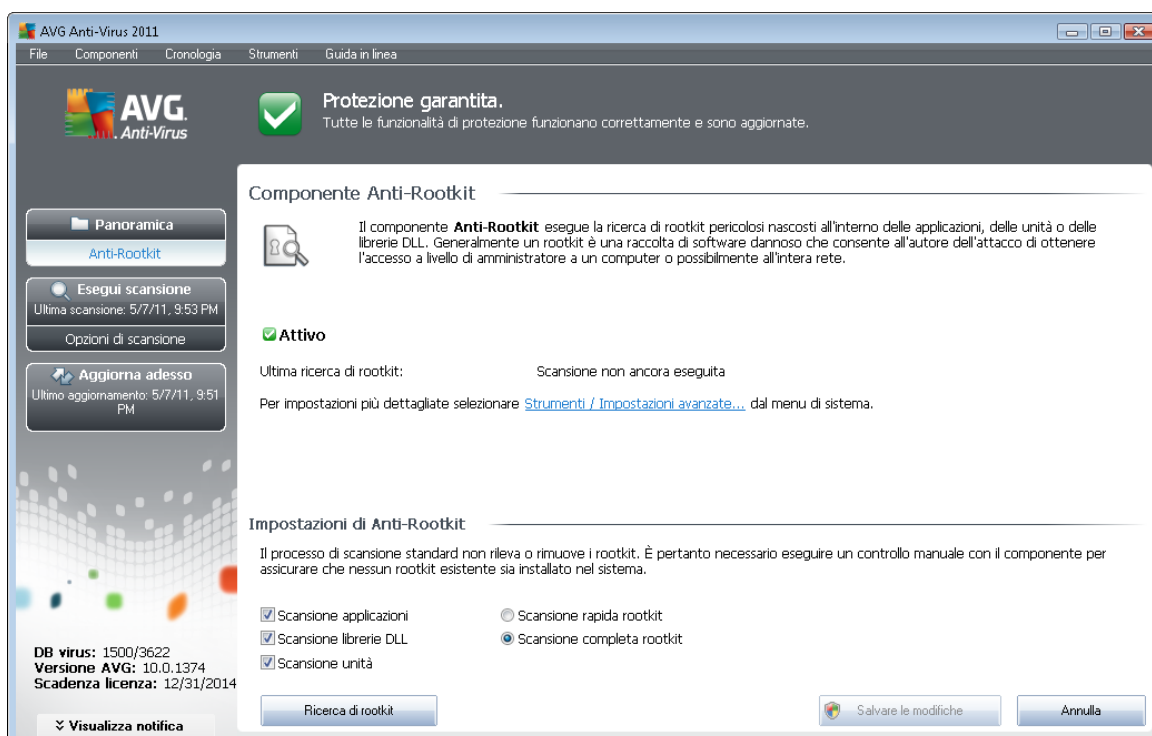 AVG Anti-Virus 2011
File Componenti Cronologia Strumenti Guida in linea
AVG.
Anti-Virus
Protezione garantita.
Tutte le funzionalità di protezione funzionano correttamente e sono aggiornate.
Panoramica
Anti-Rootkit
Esegui scansione
Ultima scansione: 5/7/11, 9:53 PM
Opzioni di scansione
Aggiorna adesso
Ultimo aggiornamento: 5/7/11, 9:51
PM
DB virus: 1500/3622
Versione AVG: 10.0.1374
Scadenza licenza: 12/31/2014
Visualizza notifica
Componente Anti-Rootkit
Il componente Anti-Rootkit esegue la ricerca di rootkit pericolosi nascosti all'interno delle applicazioni, delle unità o delle
librerie DLL. Generalmente un rootkit è una raccolta di software dannoso che consente all'autore dell'attacco di ottenere
l'accesso a livello di amministratore a un computer o possibilmente all'intera rete.
Attivo
Ultima ricerca di rootkit: Scansione non ancora eseguita
Per impostazioni più dettagliate selezionare Strumenti / Impostazioni avanzate... dal menu di sistema.
Impostazioni di Anti-Rootkit
Il processo di scansione standard non rileva o rimuove i rootkit. È pertanto necessario eseguire un controllo manuale con il componente per
assicurare che nessun rootkit esistente sia installato nel sistema.
Scansione applicazioni Scansione rapida rootkit
Scansione librerie DLL Scansione completa rootkit
Scansione unità
Ricerca di rootkit Salvare le modifiche Annulla